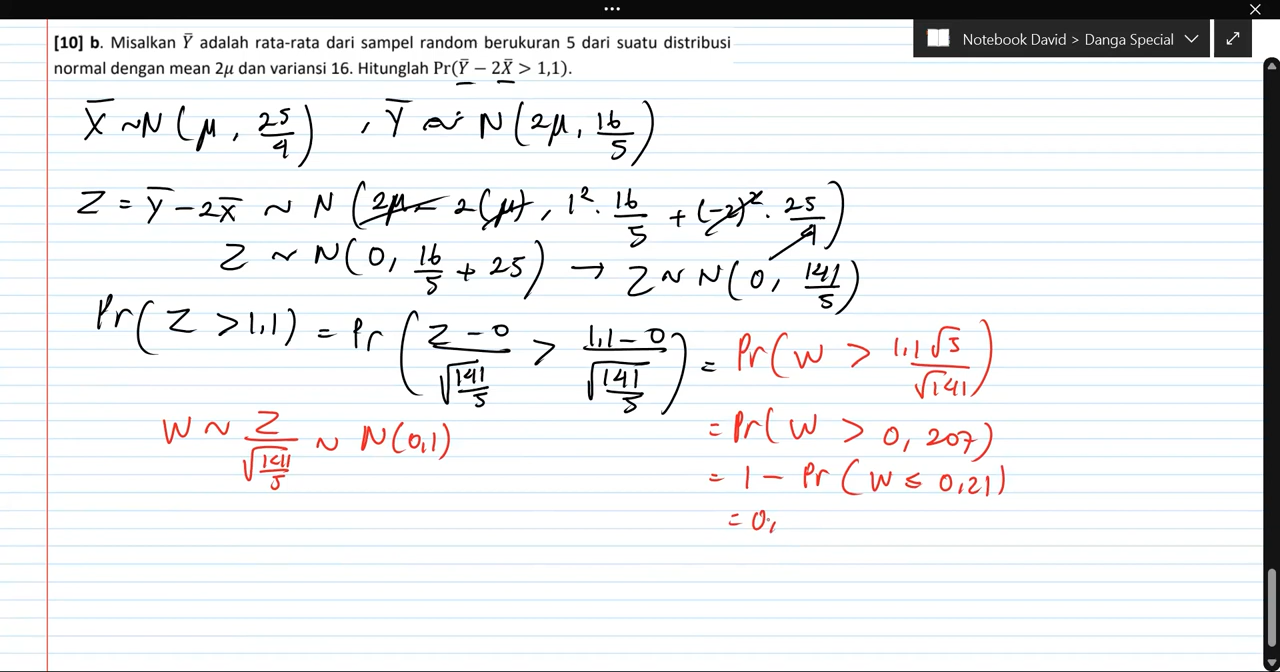 Notebook David > Danga Special
[10] b. Misalkan Ȳ adalah rata-rata dari sampel random berukuran 5 dari suatu distribusi
normal dengan mean 2μ dan variansi 16. Hitunglah Pr(Ȳ − 2X̄ > 1,1).
X̄ ~ N(μ, 25/4) , Ȳ ~ N(2μ, 16/5)
Z = Ȳ − 2X̄ ~ N(2μ − 2(μ), 1² · 16/5 + (−2)² · 25/4)
Z ~ N(0, 16/5 + 25) → Z ~ N(0, 141/5)
Pr(Z > 1,1) = Pr((Z − 0)/√(141/5) > (1,1 − 0)/√(141/5)) = Pr(W > 1,1√5/√141)
W ~ Z/√(141/5) ~ N(0,1)
= Pr(W > 0,207)
= 1 − Pr(W ≤ 0,21)
= 0,